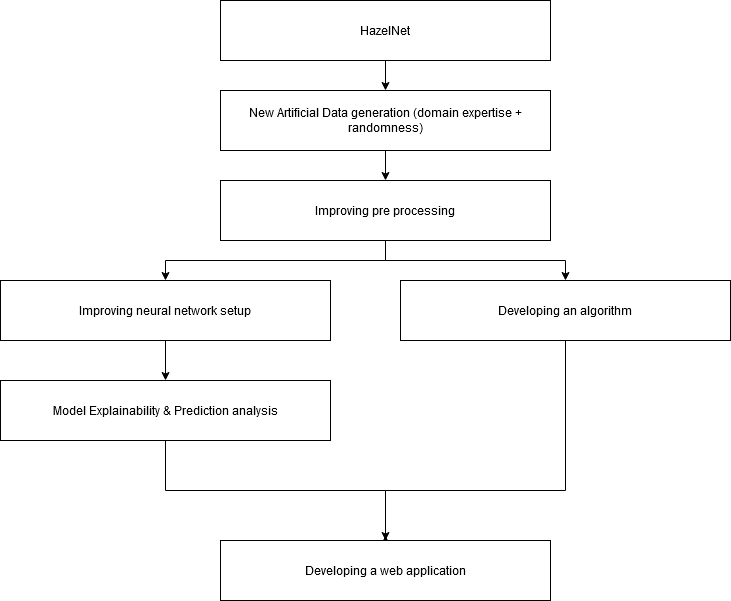 HazelNet
New Artificial Data generation (domain expertise +
randomness)
Improving pre processing
Improving neural network setup
Developing an algorithm
Model Explainability & Prediction analysis
Developing a web application